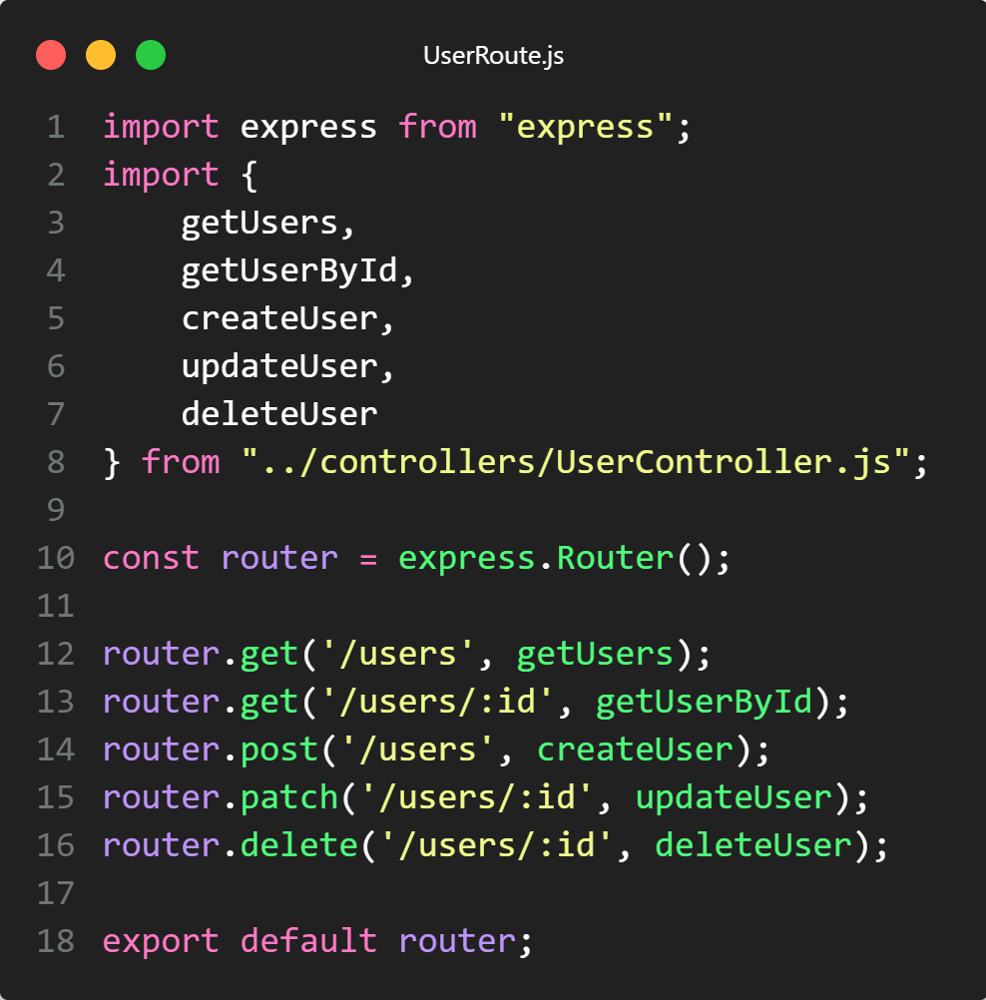 UserRoute.js
1 import express from "express";
2 import {
3     getUsers,
4     getUserById,
5     createUser,
6     updateUser,
7     deleteUser
8 } from "../controllers/UserController.js";
9
10 const router = express.Router();
11
12 router.get('/users', getUsers);
13 router.get('/users/:id', getUserById);
14 router.post('/users', createUser);
15 router.patch('/users/:id', updateUser);
16 router.delete('/users/:id', deleteUser);
17
18 export default router;